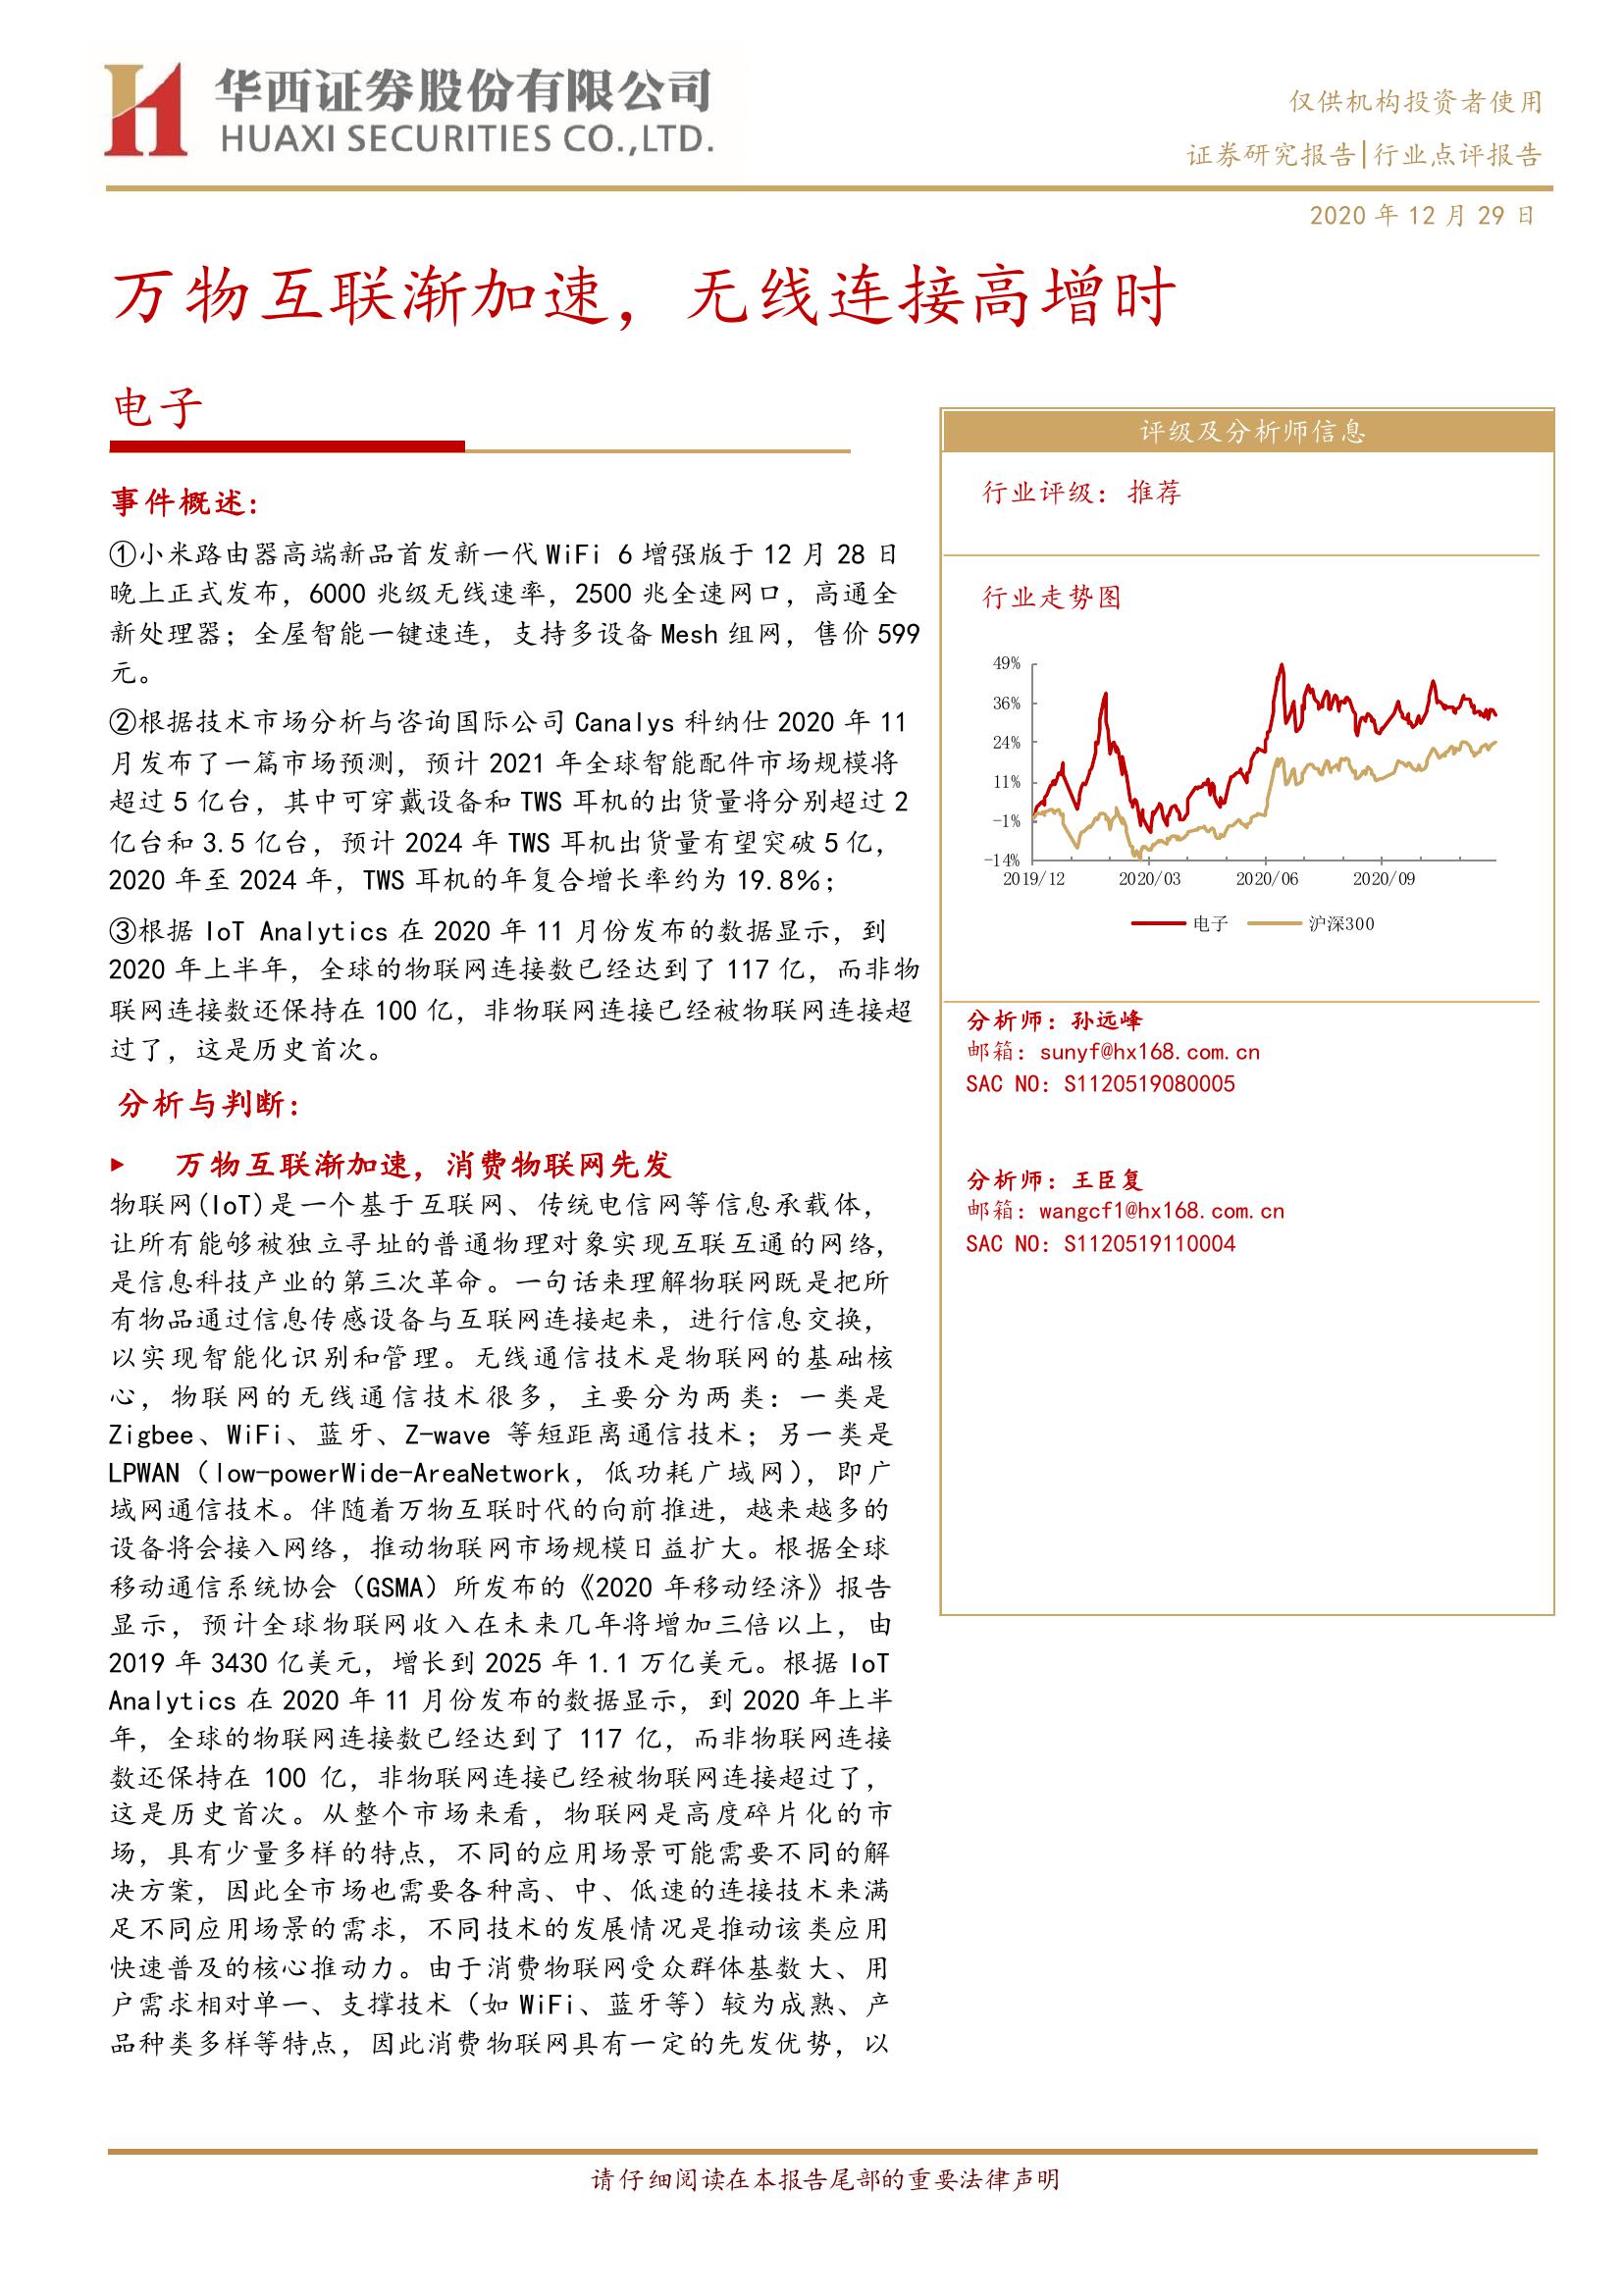 华西证券股份有限公司
HUAXI SECURITIES CO.,LTD.
仅供机构投资者使用
证券研究报告|行业点评报告
2020 年 12 月 29 日
万物互联渐加速，无线连接高增时
电子
事件概述：
①小米路由器高端新品首发新一代 WiFi 6 增强版于 12 月 28 日
晚上正式发布，6000 兆级无线速率，2500 兆全速网口，高通全
新处理器；全屋智能一键速连，支持多设备 Mesh 组网，售价 599
元。
②根据技术市场分析与咨询国际公司 Canalys 科纳仕 2020 年 11
月发布了一篇市场预测，预计 2021 年全球智能配件市场规模将
超过 5 亿台，其中可穿戴设备和 TWS 耳机的出货量将分别超过 2
亿台和 3.5 亿台，预计 2024 年 TWS 耳机出货量有望突破 5 亿，
2020 年至 2024 年，TWS 耳机的年复合增长率约为 19.8%；
③根据 IoT Analytics 在 2020 年 11 月份发布的数据显示，到
2020 年上半年，全球的物联网连接数已经达到了 117 亿，而非物
联网连接数还保持在 100 亿，非物联网连接已经被物联网连接超
过了，这是历史首次。
分析与判断：
► 万物互联渐加速，消费物联网先发
物联网(IoT)是一个基于互联网、传统电信网等信息承载体，
让所有能够被独立寻址的普通物理对象实现互联互通的网络，
是信息科技产业的第三次革命。一句话来理解物联网既是把所
有物品通过信息传感设备与互联网连接起来，进行信息交换，
以实现智能化识别和管理。无线通信技术是物联网的基础核
心，物联网的无线通信技术很多，主要分为两类：一类是
Zigbee、WiFi、蓝牙、Z-wave 等短距离通信技术；另一类是
LPWAN（low-powerWide-AreaNetwork，低功耗广域网），即广
域网通信技术。伴随着万物互联时代的向前推进，越来越多的
设备将会接入网络，推动物联网市场规模日益扩大。根据全球
移动通信系统协会（GSMA）所发布的《2020 年移动经济》报告
显示，预计全球物联网收入在未来几年将增加三倍以上，由
2019 年 3430 亿美元，增长到 2025 年 1.1 万亿美元。根据 IoT
Analytics 在 2020 年 11 月份发布的数据显示，到 2020 年上半
年，全球的物联网连接数已经达到了 117 亿，而非物联网连接
数还保持在 100 亿，非物联网连接已经被物联网连接超过了，
这是历史首次。从整个市场来看，物联网是高度碎片化的市
场，具有少量多样的特点，不同的应用场景可能需要不同的解
决方案，因此全市场也需要各种高、中、低速的连接技术来满
足不同应用场景的需求，不同技术的发展情况是推动该类应用
快速普及的核心推动力。由于消费物联网受众群体基数大、用
户需求相对单一、支撑技术（如 WiFi、蓝牙等）较为成熟、产
品种类多样等特点，因此消费物联网具有一定的先发优势，以
评级及分析师信息
行业评级：推荐
行业走势图
49%
36%
24%
11%
-1%
-14%
2019/12 2020/03 2020/06 2020/09
电子 沪深300
分析师：孙远峰
邮箱：sunyf@hx168.com.cn
SAC NO：S1120519080005
分析师：王臣复
邮箱：wangcf1@hx168.com.cn
SAC NO：S1120519110004
请仔细阅读在本报告尾部的重要法律声明